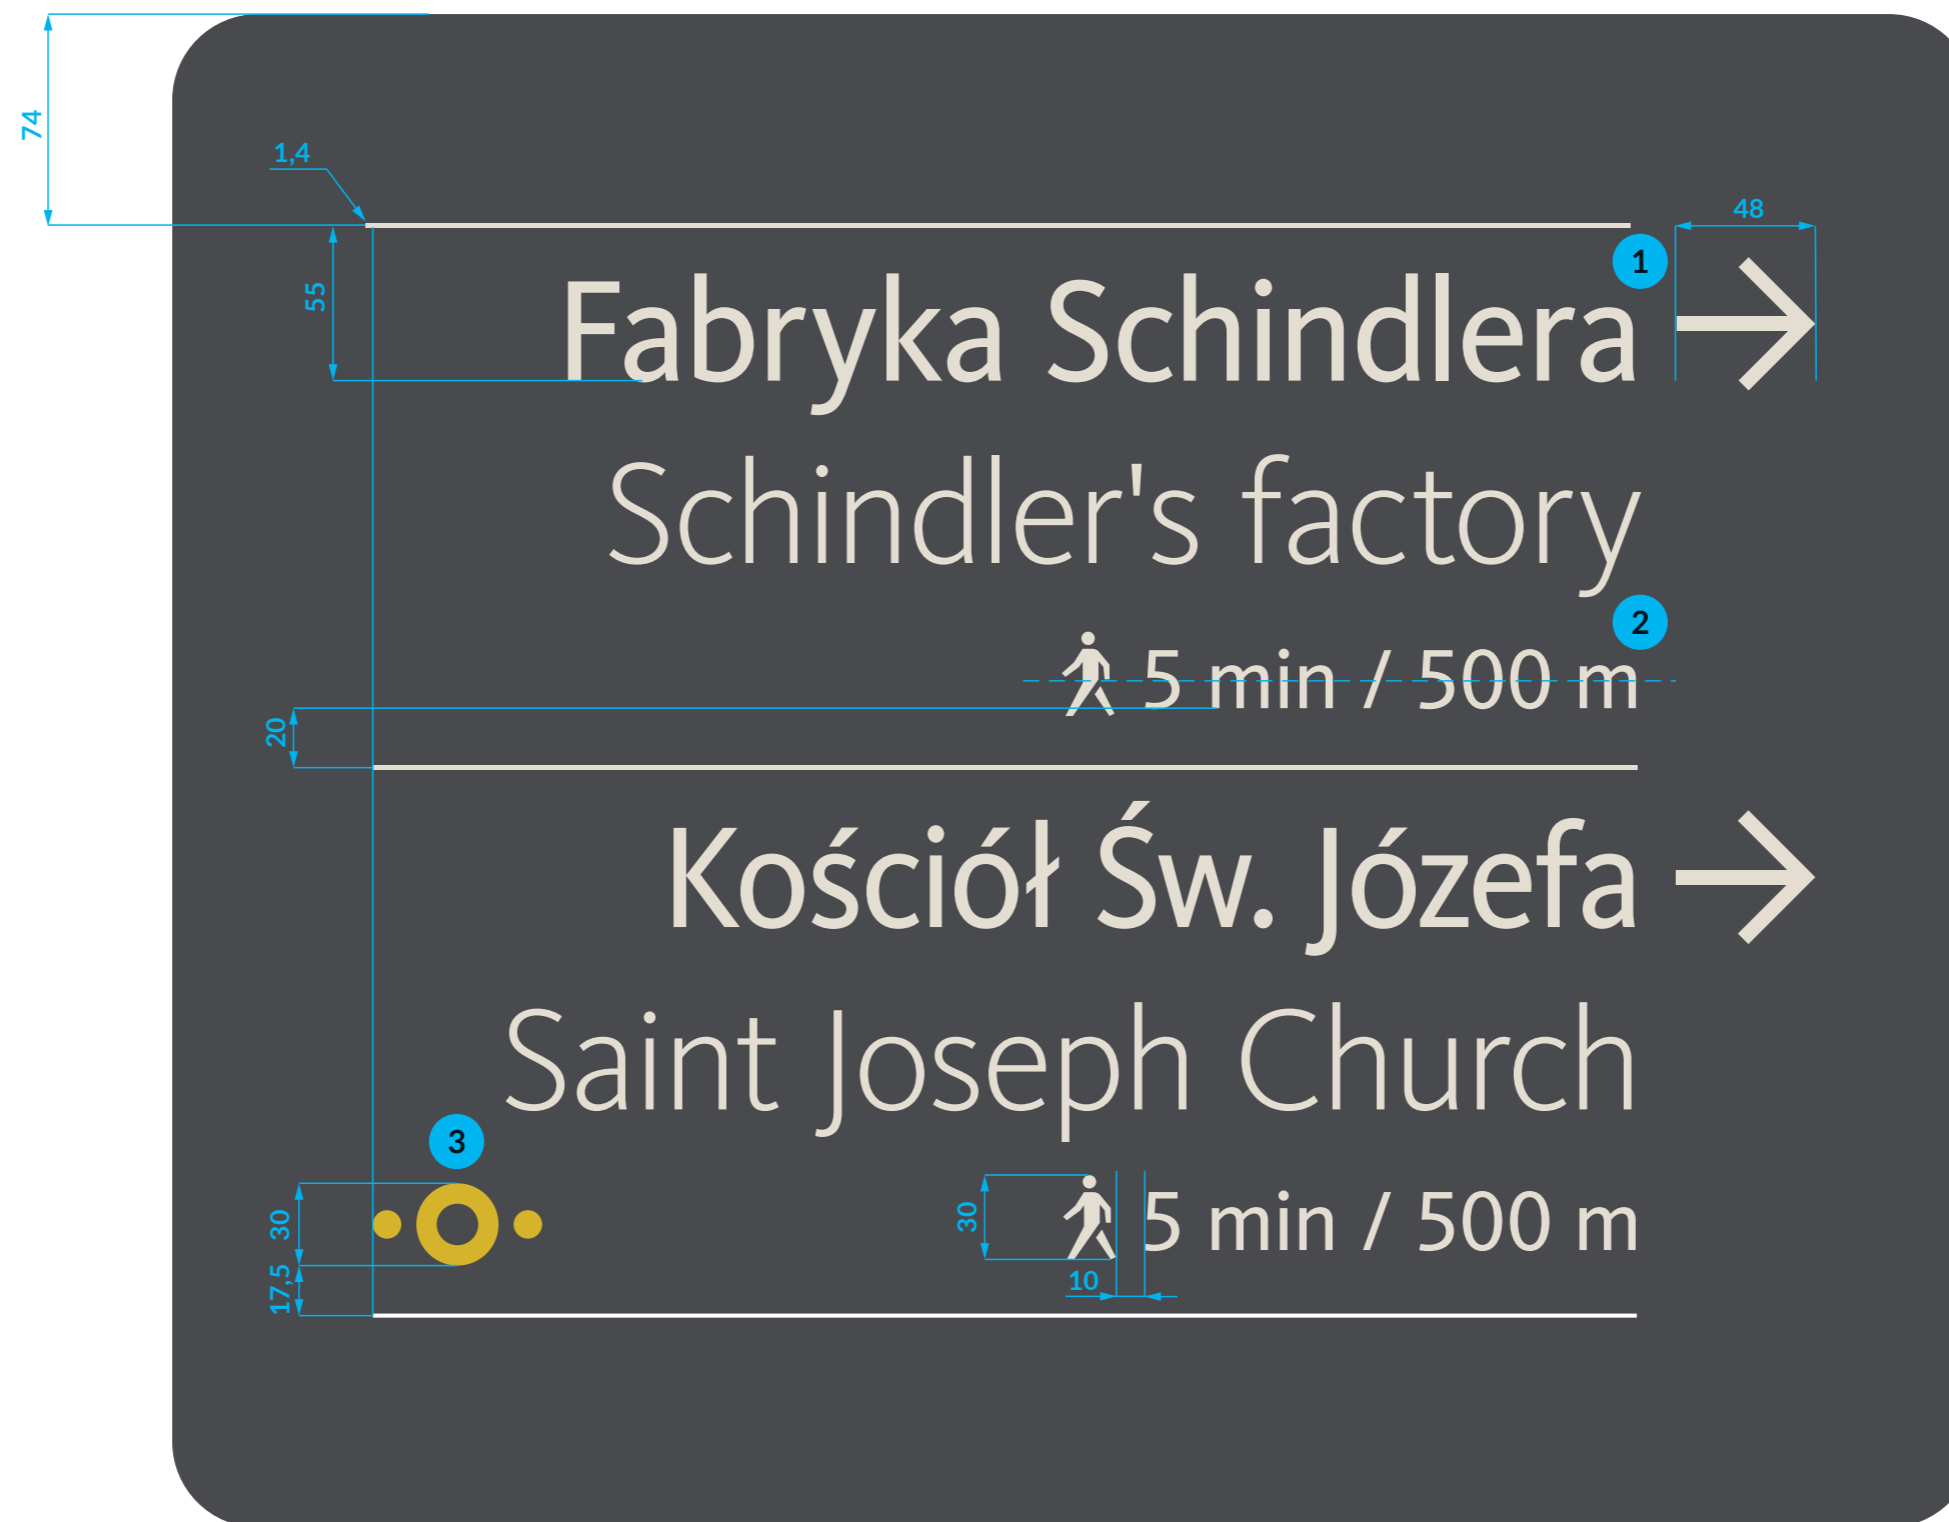 74
1,4
48
1
55
Fabryka Schindlera
Schindler's factory
2
5 min / 500 m
20
Kościół Św. Józefa
Saint Joseph Church
3
30
30
5 min / 500 m
17,5
10